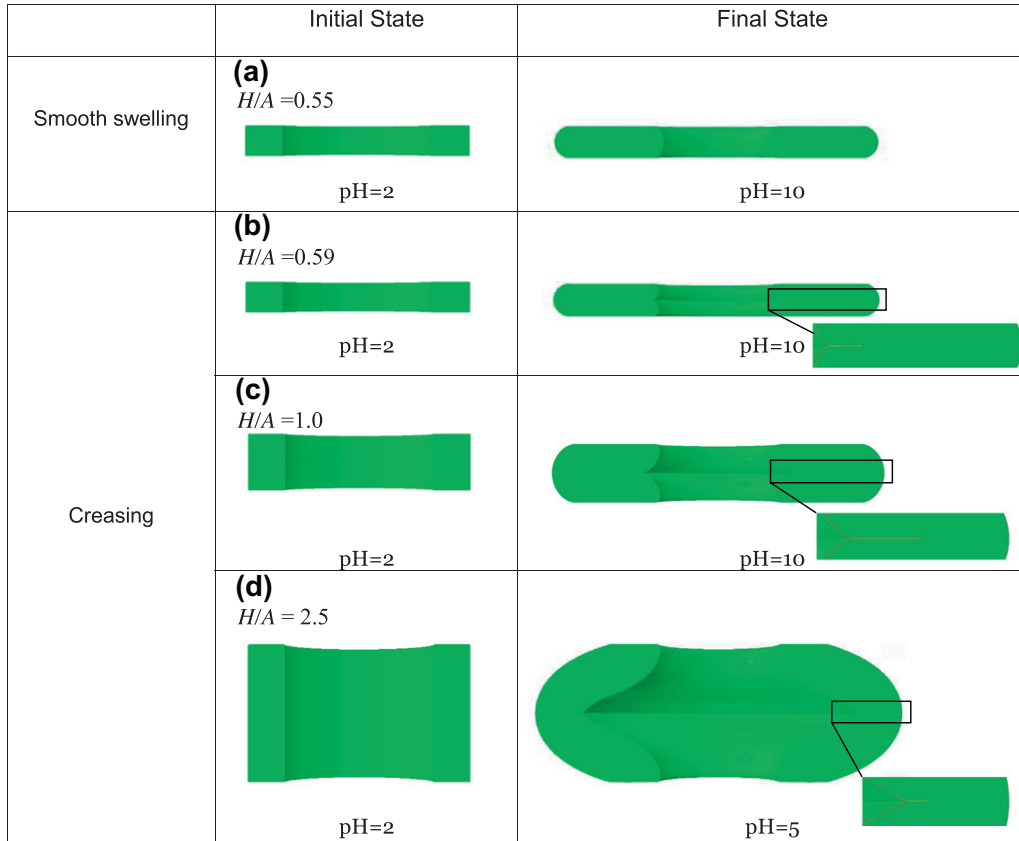 Initial State
Final State
Smooth swelling
(a)
H/A =0.55
pH=2
pH=10
Creasing
(b)
H/A =0.59
pH=2
pH=10
(c)
H/A =1.0
pH=2
pH=10
(d)
H/A = 2.5
pH=2
pH=5